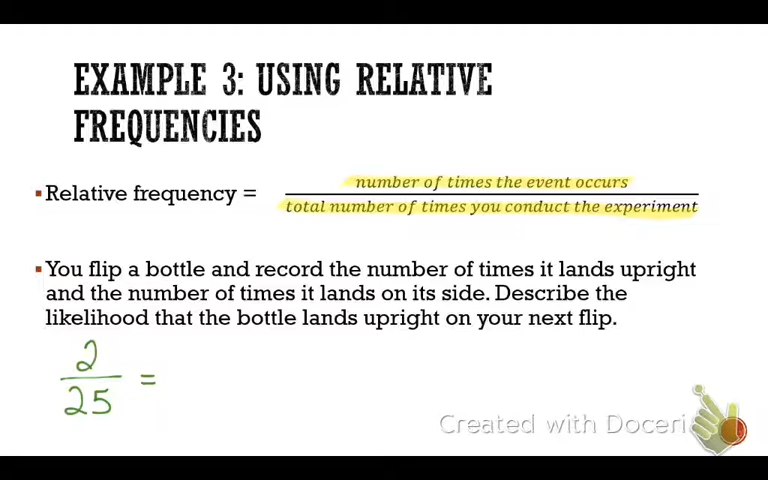 EXAMPLE 3: USING RELATIVE
FREQUENCIES
▪Relative frequency = number of times the event occurs
total number of times you conduct the experiment
▪You flip a bottle and record the number of times it lands upright
and the number of times it lands on its side. Describe the
likelihood that the bottle lands upright on your next flip.
2
25 =
Created with Doceri